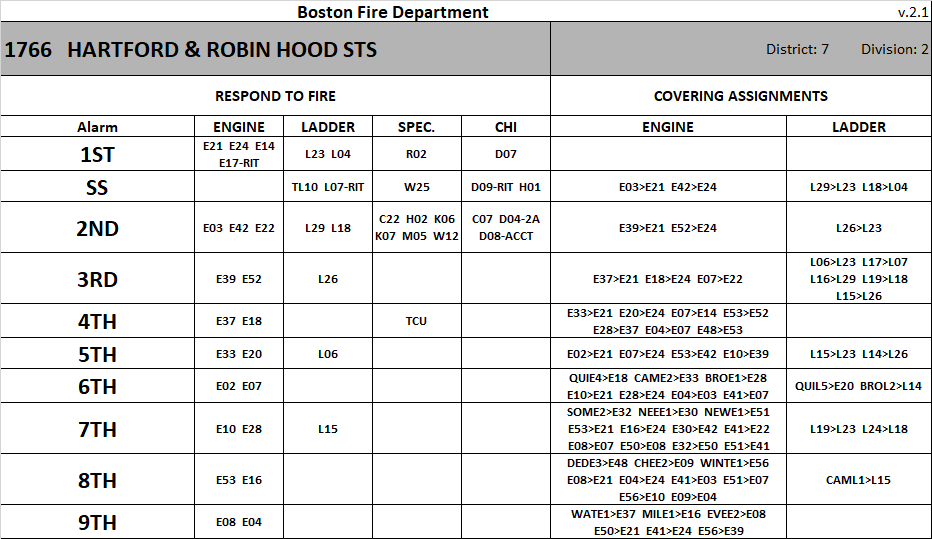 Boston Fire Department v.2.1
1766 HARTFORD & ROBIN HOOD STS District: 7 Division: 2
RESPOND TO FIRE COVERING ASSIGNMENTS
Alarm ENGINE LADDER SPEC. CHI ENGINE LADDER
1ST
E21 E24 E14
E17-RIT
L23 L04
R02
D07
SS
TL10 L07-RIT
W25
D09-RIT H01
E03>E21 E42>E24
L29>L23 L18>L04
2ND
E03 E42 E22
L29 L18
C22 H02 K06
K07 M05 W12
C07 D04-2A
D08-ACCT
E39>E21 E52>E24
L26>L23
3RD
E39 E52
L26
E37>E21 E18>E24 E07>E22
L06>L23 L17>L07
L16>L29 L19>L18
L15>L26
4TH
E37 E18
TCU
E33>E21 E20>E24 E07>E14 E53>E52
E28>E37 E04>E07 E48>E53
5TH
E33 E20
L06
E02>E21 E07>E24 E53>E42 E10>E39
L15>L23 L14>L26
6TH
E02 E07
QUIE4>E18 CAME2>E33 BROE1>E28
E10>E21 E28>E24 E04>E03 E41>E07
QUIL5>E20 BROL2>L14
7TH
E10 E28
L15
SOME2>E32 NEEE1>E30 NEWE1>E51
E53>E21 E16>E24 E30>E42 E41>E22
E08>E07 E50>E08 E32>E50 E51>E41
L19>L23 L24>L18
8TH
E53 E16
DEDE3>E48 CHEE2>E09 WINTE1>E56
E08>E21 E04>E24 E41>E03 E51>E07
E56>E10 E09>E04
CAML1>L15
9TH
E08 E04
WATE1>E37 MILE1>E16 EVEE2>E08
E50>E21 E41>E24 E56>E39